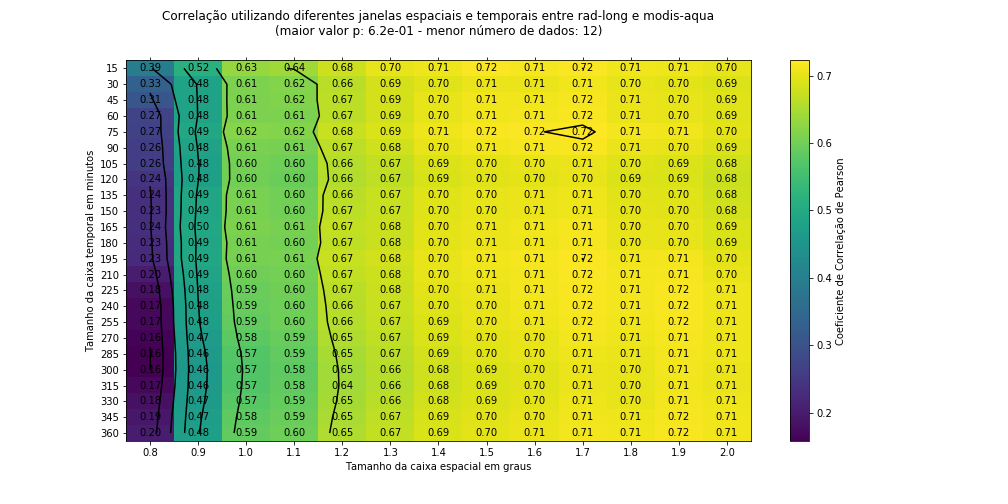 Correlação utilizando diferentes janelas espaciais e temporais entre rad-long e modis-aqua
(maior valor p: 6.2e-01 - menor número de dados: 12)
15 0.39 0.52 0.63 0.64 0.68 0.70 0.71 0.72 0.71 0.72 0.71 0.71 0.70
30 0.33 0.48 0.61 0.62 0.66 0.69 0.70 0.71 0.71 0.71 0.70 0.70 0.69
45 0.31 0.48 0.61 0.62 0.67 0.69 0.70 0.71 0.71 0.72 0.71 0.70 0.69
60 0.27 0.48 0.61 0.61 0.67 0.69 0.70 0.71 0.71 0.72 0.71 0.70 0.69
75 0.27 0.49 0.62 0.62 0.68 0.69 0.71 0.72 0.72 0.72 0.71 0.71 0.70
90 0.26 0.48 0.61 0.61 0.67 0.68 0.70 0.71 0.71 0.72 0.71 0.70 0.69
105 0.26 0.48 0.60 0.60 0.66 0.67 0.69 0.70 0.70 0.71 0.70 0.69 0.68
120 0.24 0.48 0.60 0.60 0.66 0.67 0.69 0.70 0.70 0.70 0.69 0.69 0.68
135 0.24 0.49 0.61 0.60 0.66 0.67 0.70 0.71 0.71 0.71 0.70 0.70 0.68
150 0.23 0.49 0.61 0.60 0.67 0.67 0.70 0.71 0.71 0.71 0.70 0.70 0.68
165 0.24 0.50 0.61 0.61 0.67 0.68 0.70 0.71 0.71 0.71 0.70 0.70 0.69
180 0.23 0.49 0.61 0.60 0.67 0.68 0.70 0.71 0.71 0.71 0.70 0.70 0.69
195 0.23 0.49 0.61 0.61 0.67 0.68 0.70 0.71 0.71 0.72 0.71 0.71 0.70
210 0.20 0.49 0.60 0.60 0.67 0.68 0.70 0.71 0.71 0.72 0.71 0.71 0.70
225 0.18 0.48 0.59 0.60 0.67 0.68 0.70 0.71 0.71 0.72 0.71 0.72 0.71
240 0.17 0.48 0.59 0.60 0.66 0.67 0.70 0.71 0.71 0.72 0.71 0.72 0.71
255 0.17 0.48 0.59 0.60 0.66 0.67 0.69 0.70 0.71 0.72 0.71 0.72 0.71
270 0.16 0.47 0.58 0.59 0.65 0.67 0.69 0.70 0.70 0.71 0.71 0.71 0.71
285 0.16 0.46 0.57 0.59 0.65 0.67 0.69 0.70 0.70 0.71 0.71 0.71 0.71
300 0.16 0.46 0.57 0.58 0.65 0.66 0.68 0.69 0.70 0.71 0.71 0.72 0.71
315 0.17 0.46 0.57 0.58 0.64 0.66 0.68 0.69 0.70 0.71 0.70 0.71 0.71
330 0.18 0.47 0.57 0.59 0.65 0.66 0.68 0.69 0.70 0.71 0.70 0.71 0.71
345 0.19 0.47 0.58 0.59 0.65 0.67 0.69 0.70 0.70 0.71 0.71 0.72 0.71
360 0.20 0.48 0.59 0.60 0.65 0.67 0.69 0.70 0.71 0.71 0.71 0.72 0.71
0.8 0.9 1.0 1.1 1.2 1.3 1.4 1.5 1.6 1.7 1.8 1.9 2.0
Tamanho da caixa espacial em graus
Tamanho da caixa temporal em minutos
0.7
0.6
0.5
0.4
0.3
0.2
Coeficiente de Correlação de Pearson